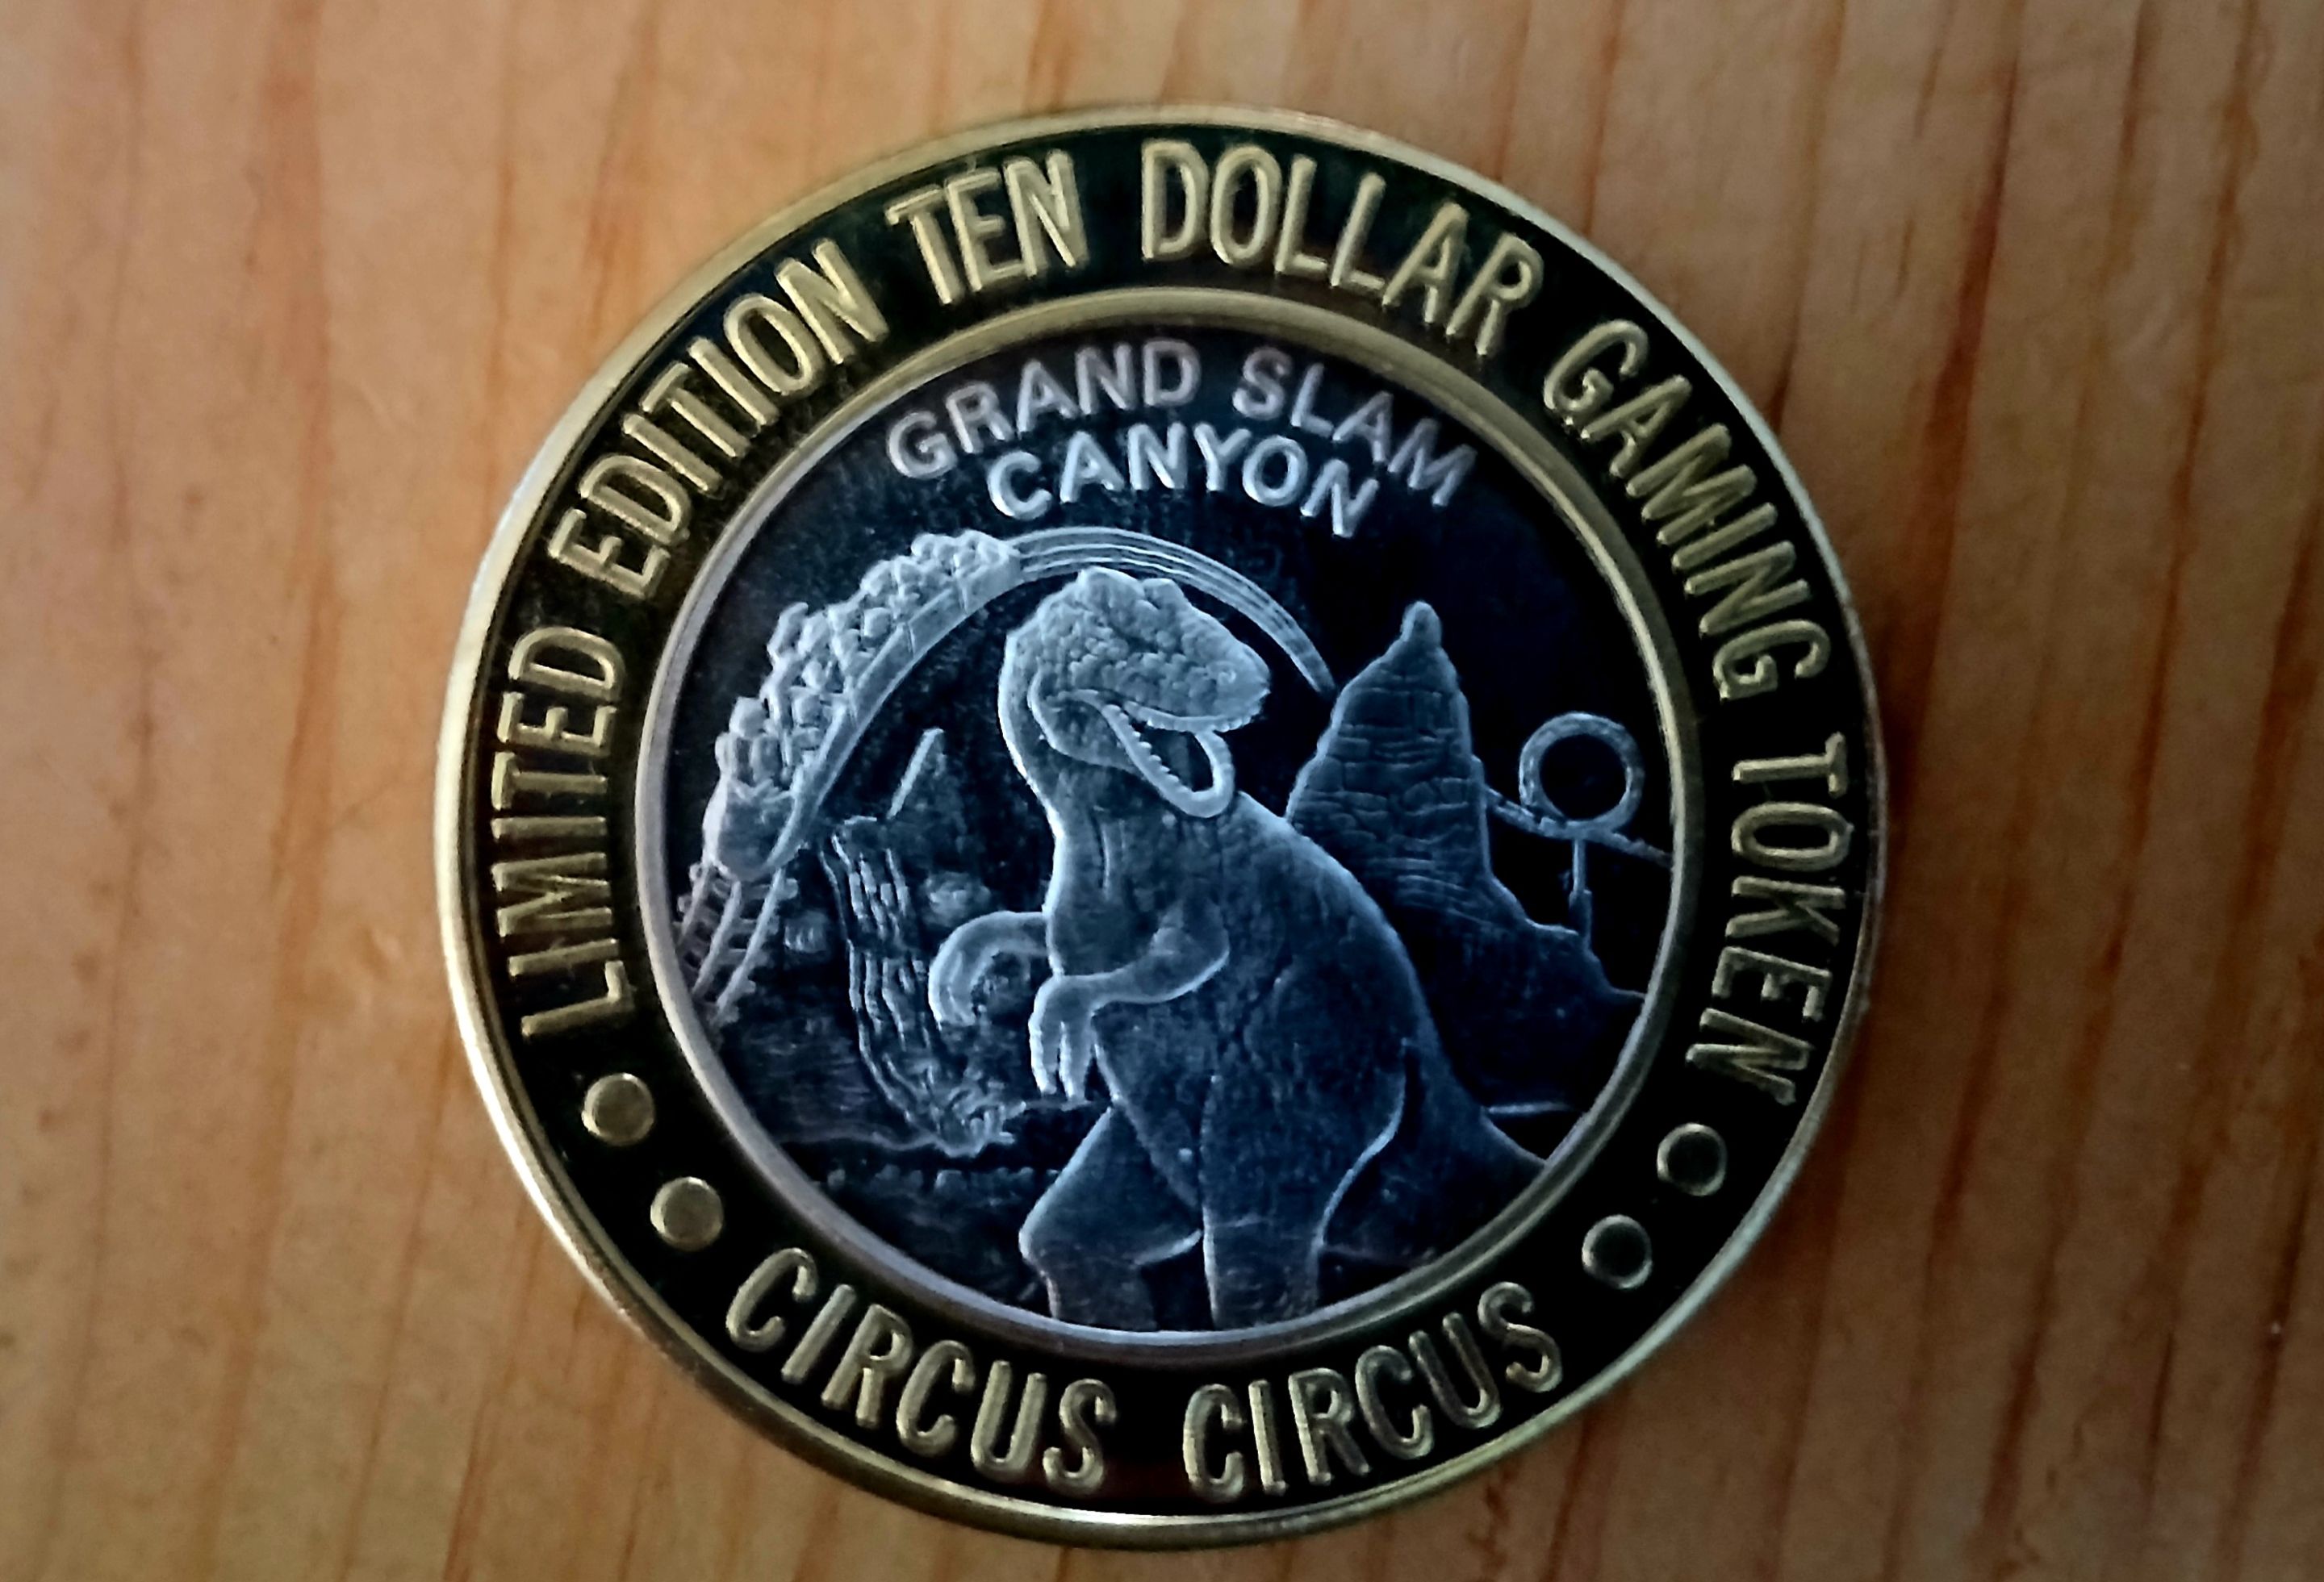 LIMITED EDITION TEN DOLLAR GAMING TOKEN
GRAND SLAM
CANYON
CIRCUS CIRCUS